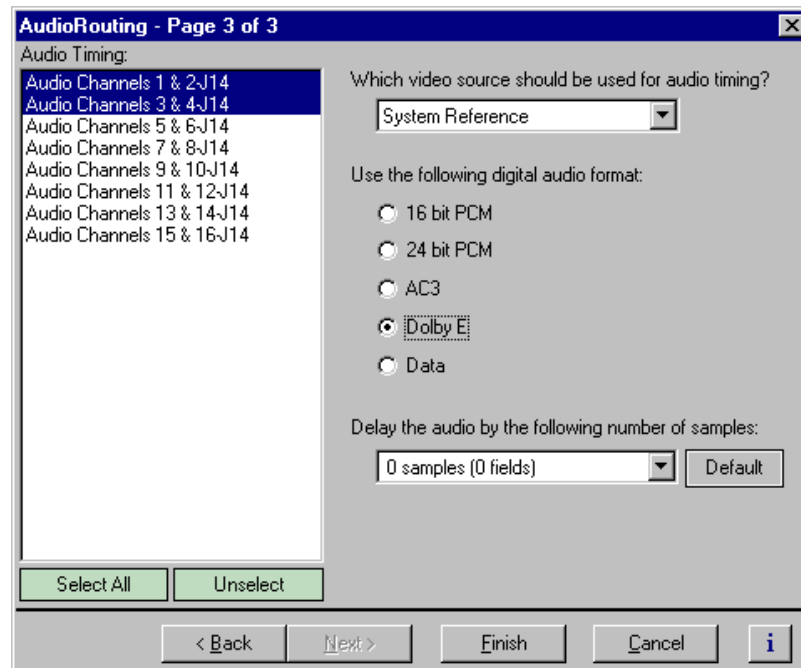 AudioRouting - Page 3 of 3
Audio Timing:
Audio Channels 1 & 2-J14
Audio Channels 3 & 4-J14
Audio Channels 5 & 6-J14
Audio Channels 7 & 8-J14
Audio Channels 9 & 10-J14
Audio Channels 11 & 12-J14
Audio Channels 13 & 14-J14
Audio Channels 15 & 16-J14
Select All
Unselect
Which video source should be used for audio timing?
System Reference
Use the following digital audio format:
16 bit PCM
24 bit PCM
AC3
Dolby E
Data
Delay the audio by the following number of samples:
0 samples (0 fields)
Default
< Back
Next >
Finish
Cancel
i